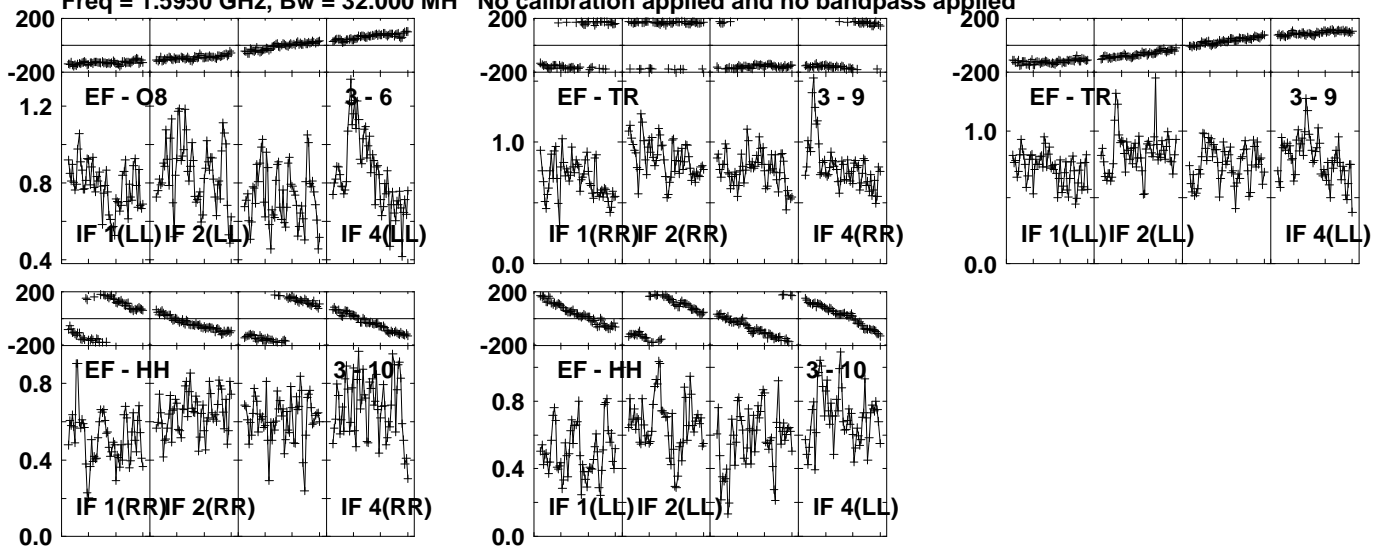 Freq = 1.5950 GHz, Bw = 32.000 MH No calibration applied and no bandpass applied
200 200 200
-200 -200 -200
EF - O8 3 - 6 EF - TR 3 - 9 EF - TR 3 - 9
1.2
1.0 1.0 1.0
0.8
0.6
IF 1(LL) IF 2(LL) IF 4(LL) IF 1(RR) IF 2(RR) IF 4(RR) IF 1(LL) IF 2(LL) IF 4(LL)
0.4 0.0 0.0
200 200
-200 -200
EF - HH 3 - 10 EF - HH 3 - 10
0.8 0.8
0.4 0.4
IF 1(RR) IF 2(RR) IF 4(RR) IF 1(LL) IF 2(LL) IF 4(LL)
0.0 0.0